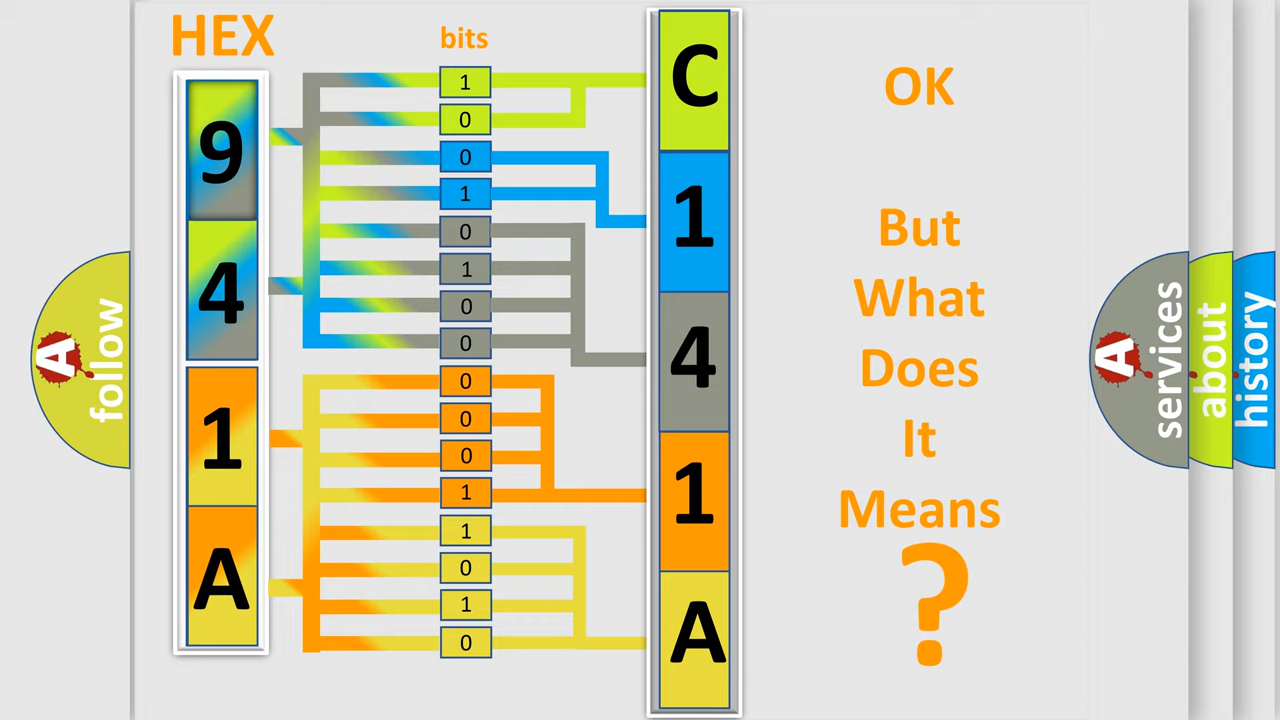 HEX
bits
9
4
1
A
1
0
0
1
0
1
0
0
0
0
0
1
1
0
1
0
C
1
4
1
A
OK
But
What
Does
It
Means
?
A
follow
A
services
about
history